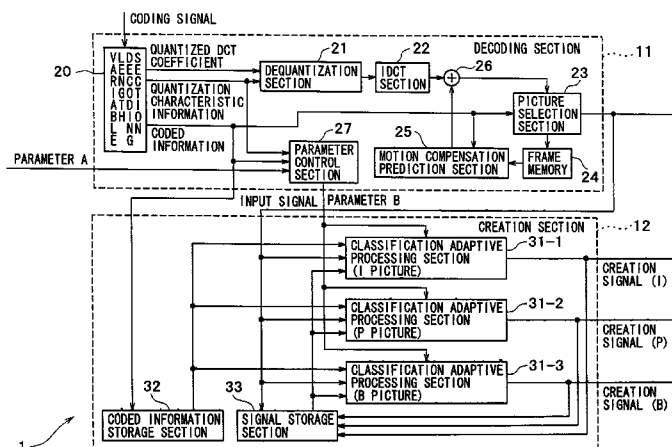 CODING SIGNAL
20
VARIABLE LENGTH DECODING SECTION
QUANTIZED DCT
COEFFICIENT
QUANTIZATION
CHARACTERISTIC
INFORMATION
CODED
INFORMATION
21
DEQUANTIZATION
SECTION
22
IDCT
SECTION
26
DECODING SECTION
11
23
PICTURE
SELECTION
SECTION
27
PARAMETER
CONTROL
SECTION
25
MOTION COMPENSATION
PREDICTION SECTION
FRAME
MEMORY
24
PARAMETER A
INPUT SIGNAL
PARAMETER B
CREATION SECTION
12
31-1
CLASSIFICATION ADAPTIVE
PROCESSING SECTION
(I PICTURE)
CREATION
SIGNAL (I)
31-2
CLASSIFICATION ADAPTIVE
PROCESSING SECTION
(P PICTURE)
CREATION
SIGNAL (P)
31-3
CLASSIFICATION ADAPTIVE
PROCESSING SECTION
(B PICTURE)
CREATION
SIGNAL (B)
32
CODED INFORMATION
STORAGE SECTION
33
SIGNAL STORAGE
SECTION
1